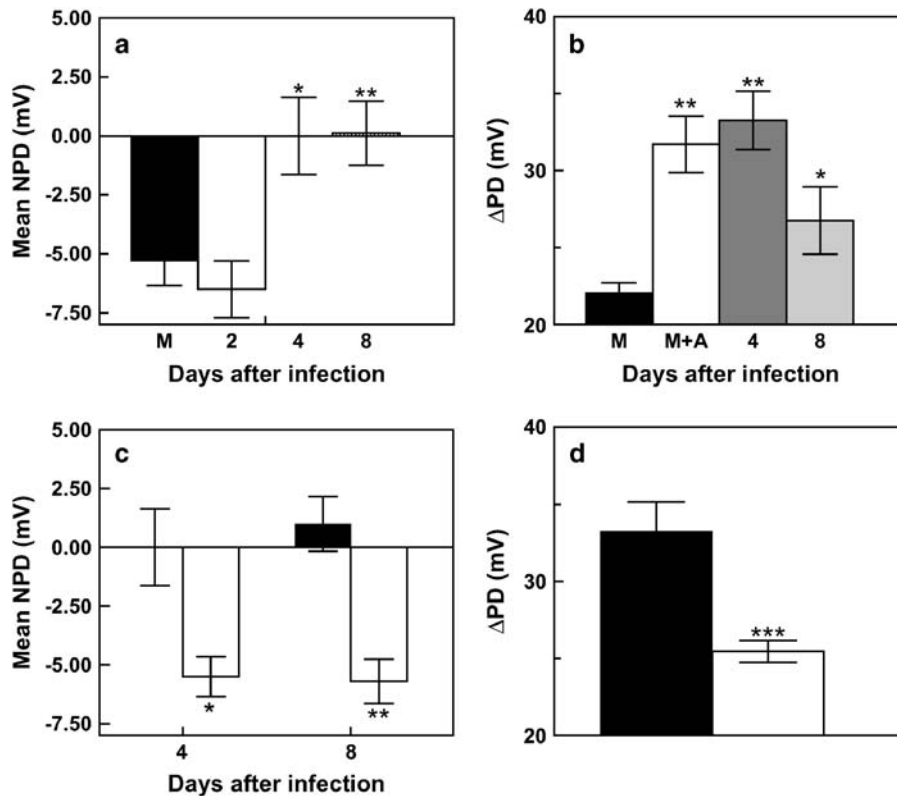 a
Mean NPD (mV)
5.00
2.50
0.00
-2.50
-5.00
-7.50
* **
M 2 4 8
Days after infection
b
ΔPD (mV)
40
30
20
** ** *
M M+A 4 8
Days after infection
c
Mean NPD (mV)
5.00
2.50
0.00
-2.50
-5.00
-7.50
* **
4 8
Days after infection
d
ΔPD (mV)
40
30
20
***